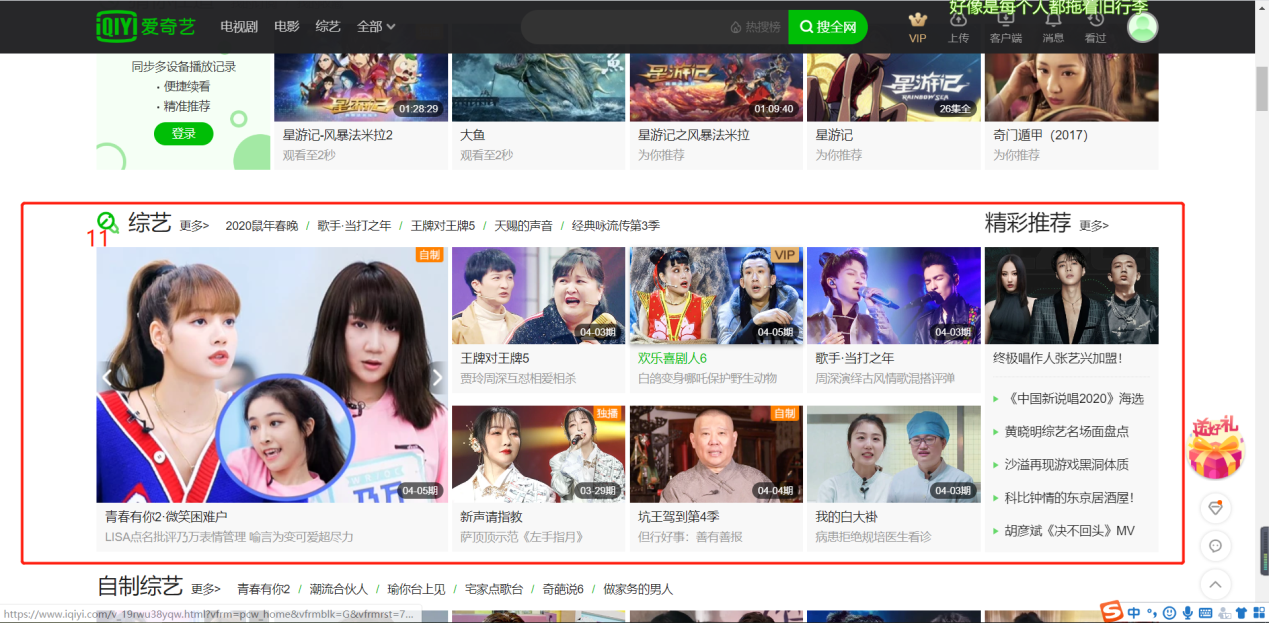 好像是每个人都拖着旧行李
iQIYI 爱奇艺 电视剧 电影 综艺 全部 热搜榜 搜全网 VIP 上传 客户端 消息 看过
同步多设备播放记录
· 便捷续看
· 精准推荐
登录
星游记 01:28:29
星游记 01:09:40
星游记 RAINBOW SEA 26集全
星游记-风暴法米拉2 大鱼 星游记之风暴法米拉 星游记 奇门遁甲（2017）
观看至2秒 观看至2秒 为你推荐 为你推荐 为你推荐
综艺 更多> 2020鼠年春晚 / 歌手·当打之年 / 王牌对王牌5 / 天赐的声音 / 经典咏流传第3季 精彩推荐 更多>
11
自制 VIP
04-03期 04-05期 04-03期
王牌对王牌5 欢乐喜剧人6 歌手·当打之年 终极唱作人张艺兴加盟！
贾玲周深互怼相爱相杀 白鸽变身哪吒保护野生动物 周深演绎古风情歌混搭评弹
《中国新说唱2020》海选
独播 自制
黄晓明综艺名场面盘点
沙溢再现游戏黑洞体质
04-05期 03-29期 04-04期 04-03期
科比钟情的东京居酒屋！
青春有你2·微笑困难户 新声请指教 坑王驾到第4季 我的白大褂
胡彦斌《决不回头》MV
LISA点名批评乃万表情管理 喻言为变可爱超尽力 萨顶顶示范《左手指月》 但行好事：善有善报 病患拒绝规培医生看诊
送好礼
自制综艺 更多> 青春有你2 / 潮流合伙人 / 瑜你台上见 / 宅家点歌台 / 奇葩说6 / 做家务的男人
https://www.iqiyi.com/v_19rwu38yqw.html?vfrm=pcw_home&vfrmblk=G&vfrmrst=7...
S 中